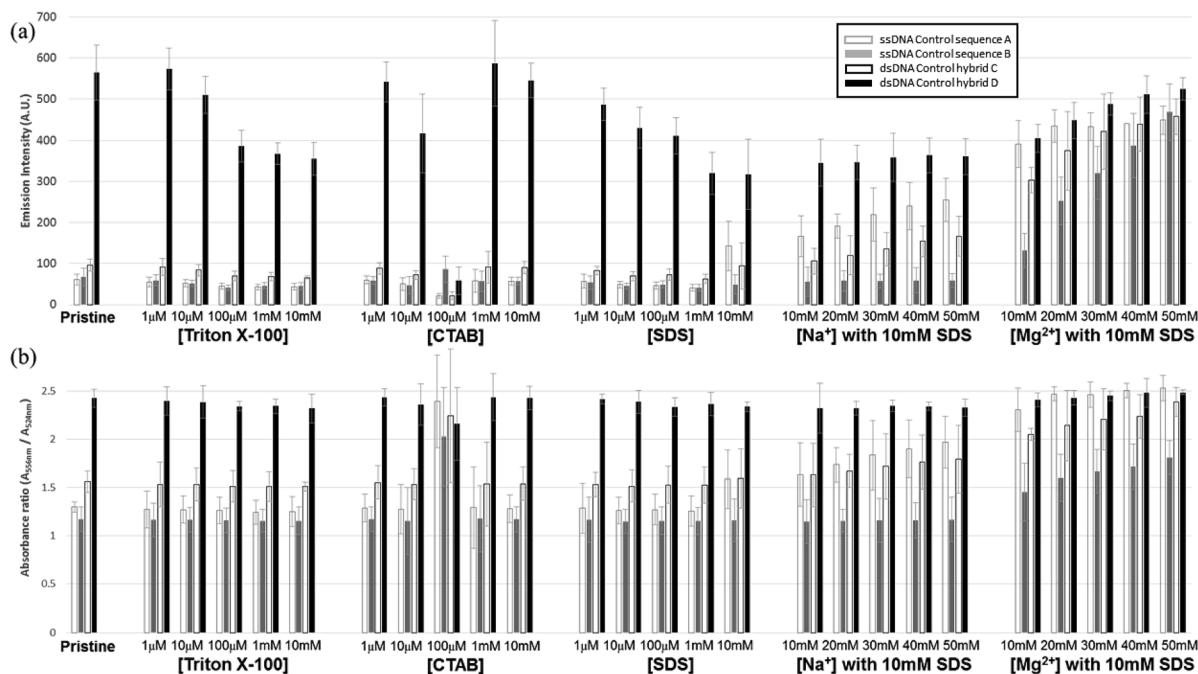 (a)
700
600
500
400
300
200
100
0
Emission Intensity (A.U.)
ssDNA Control sequence A
ssDNA Control sequence B
dsDNA Control hybrid C
dsDNA Control hybrid D
Pristine
1μM 10μM 100μM 1mM 10mM
[Triton X-100]
1μM 10μM 100μM 1mM 10mM
[CTAB]
1μM 10μM 100μM 1mM 10mM
[SDS]
10mM 20mM 30mM 40mM 50mM
[Na⁺] with 10mM SDS
10mM 20mM 30mM 40mM 50mM
[Mg²⁺] with 10mM SDS
(b)
2.5
2
1.5
1
0.5
0
Absorbance ratio (A556nm / A524nm)
Pristine
1μM 10μM 100μM 1mM 10mM
[Triton X-100]
1μM 10μM 100μM 1mM 10mM
[CTAB]
1μM 10μM 100μM 1mM 10mM
[SDS]
10mM 20mM 30mM 40mM 50mM
[Na⁺] with 10mM SDS
10mM 20mM 30mM 40mM 50mM
[Mg²⁺] with 10mM SDS